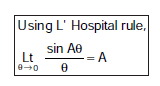 Using L' Hospital rule,
Lt θ→0 sin Aθ / θ = A